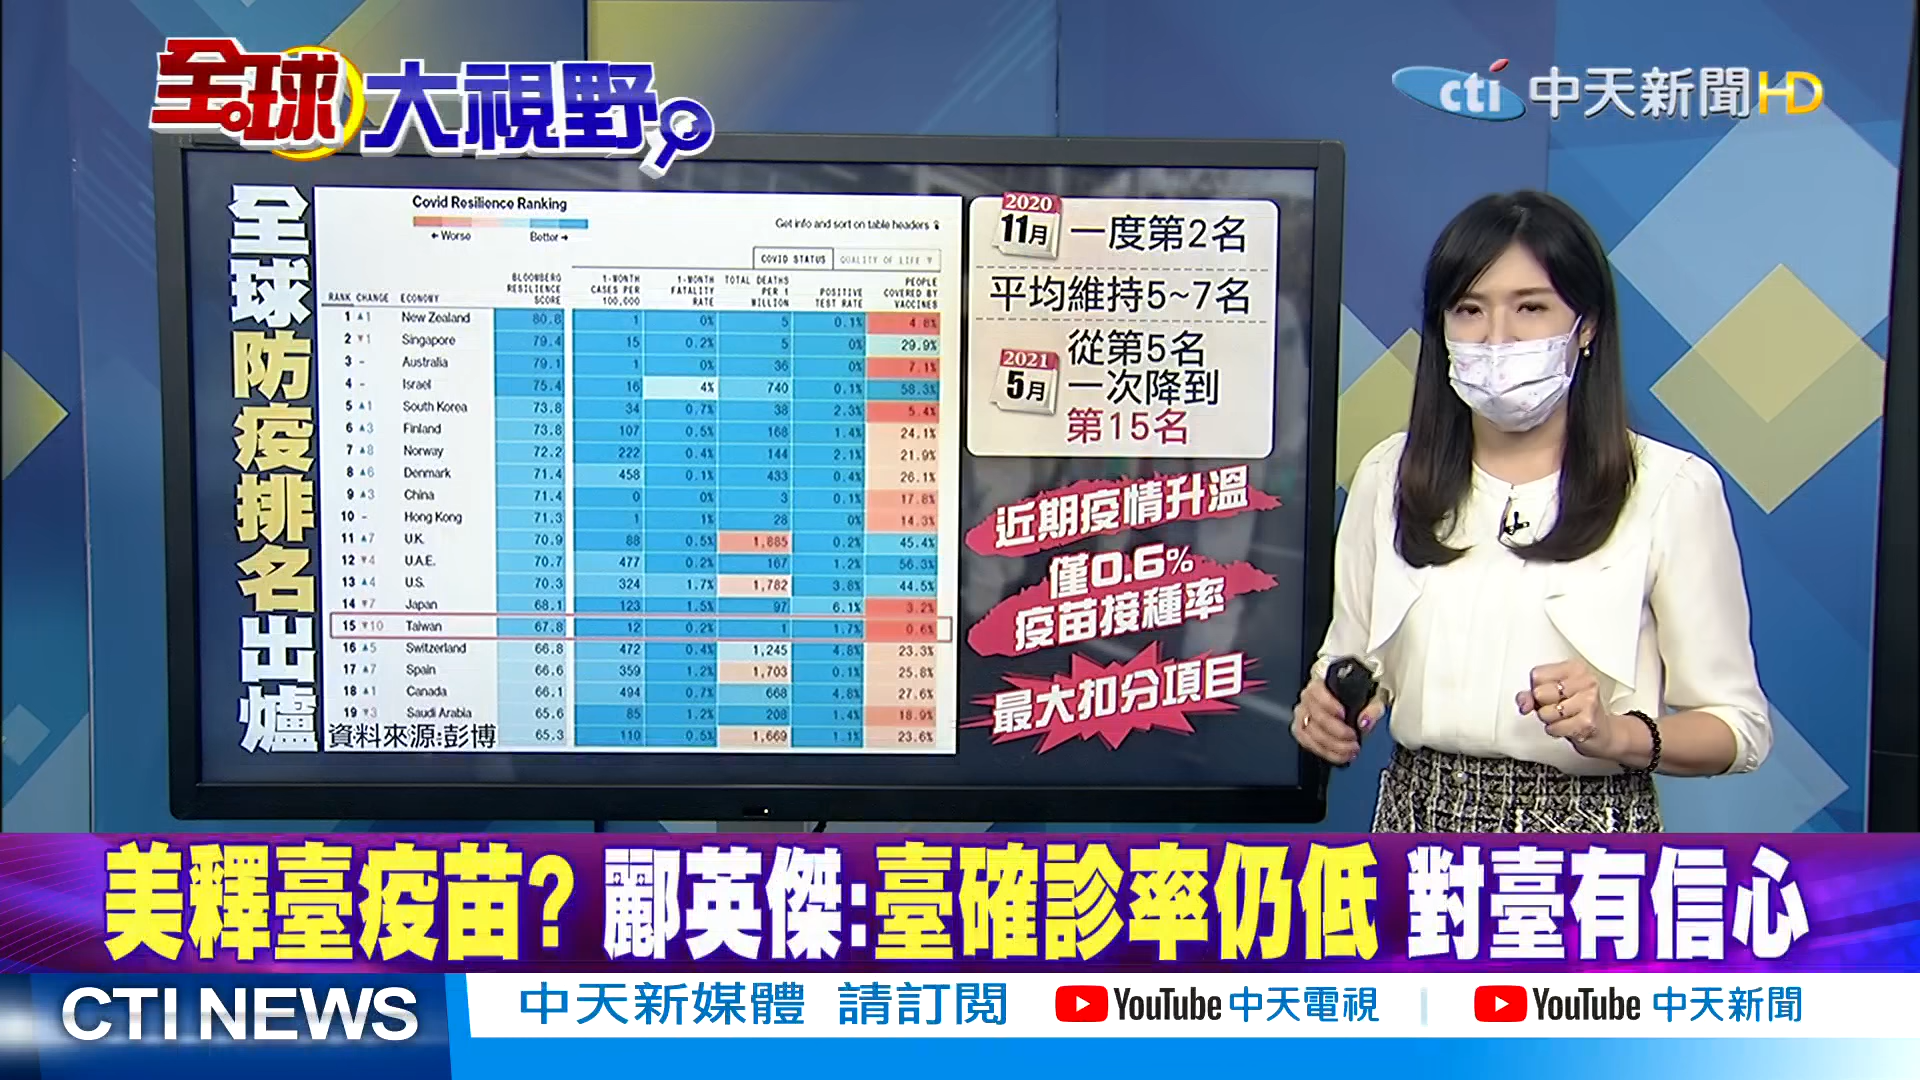 全球大視野
cti 中天新聞HD
全球防疫排名出爐
Covid Resilience Ranking
Worse
Better
Get info and sort on table headers
COVID STATUS
QUALITY OF LIFE
RANK CHANGE ECONOMY BLOOMBERG RESILIENCE SCORE 1-MONTH CASES PER 100,000 1-MONTH FATALITY RATE TOTAL DEATHS PER 1 MILLION POSITIVE TEST RATE PEOPLE COVERED BY VACCINES
1 ▲1 New Zealand 80.8 1 0% 5 0.1% 4.8%
2 ▼1 Singapore 79.4 15 0.2% 5 0% 29.9%
3 - Australia 79.1 1 0% 36 0% 7.1%
4 - Israel 75.4 16 4% 740 0.1% 58.3%
5 ▲1 South Korea 73.8 34 0.7% 38 2.3% 5.4%
6 ▲3 Finland 73.8 107 0.5% 168 1.4% 24.1%
7 ▲8 Norway 72.2 222 0.4% 144 2.1% 21.9%
8 ▲6 Denmark 71.4 458 0.1% 433 0.4% 26.1%
9 ▲3 China 71.4 0 0% 3 0.1% 17.8%
10 - Hong Kong 71.3 1 1% 28 0% 14.3%
11 ▲7 U.K. 70.9 88 0.5% 1,885 0.2% 45.4%
12 ▼4 U.A.E. 70.7 477 0.2% 167 1.2% 56.3%
13 ▲4 U.S. 70.3 324 1.7% 1,782 3.8% 44.5%
14 ▼7 Japan 68.1 123 1.5% 97 6.1% 3.2%
15 ▼10 Taiwan 67.8 12 0.2% 1 1.7% 0.6%
16 ▲5 Switzerland 66.8 472 0.4% 1,245 4.8% 23.3%
17 ▲7 Spain 66.6 359 1.2% 1,703 0.1% 25.8%
18 ▲1 Canada 66.1 494 0.7% 668 4.8% 27.6%
19 ▼3 Saudi Arabia 65.6 85 1.2% 208 1.4% 18.9%
65.3 110 0.5% 1,669 1.1% 23.6%
資料來源:彭博
2020
11月 一度第2名
平均維持5~7名
2021
5月
從第5名
一次降到
第15名
近期疫情升溫
僅0.6%
疫苗接種率
最大扣分項目
美釋臺疫苗? 酈英傑:臺確診率仍低 對臺有信心
CTI NEWS
中天新媒體 請訂閱 YouTube 中天電視 | YouTube 中天新聞